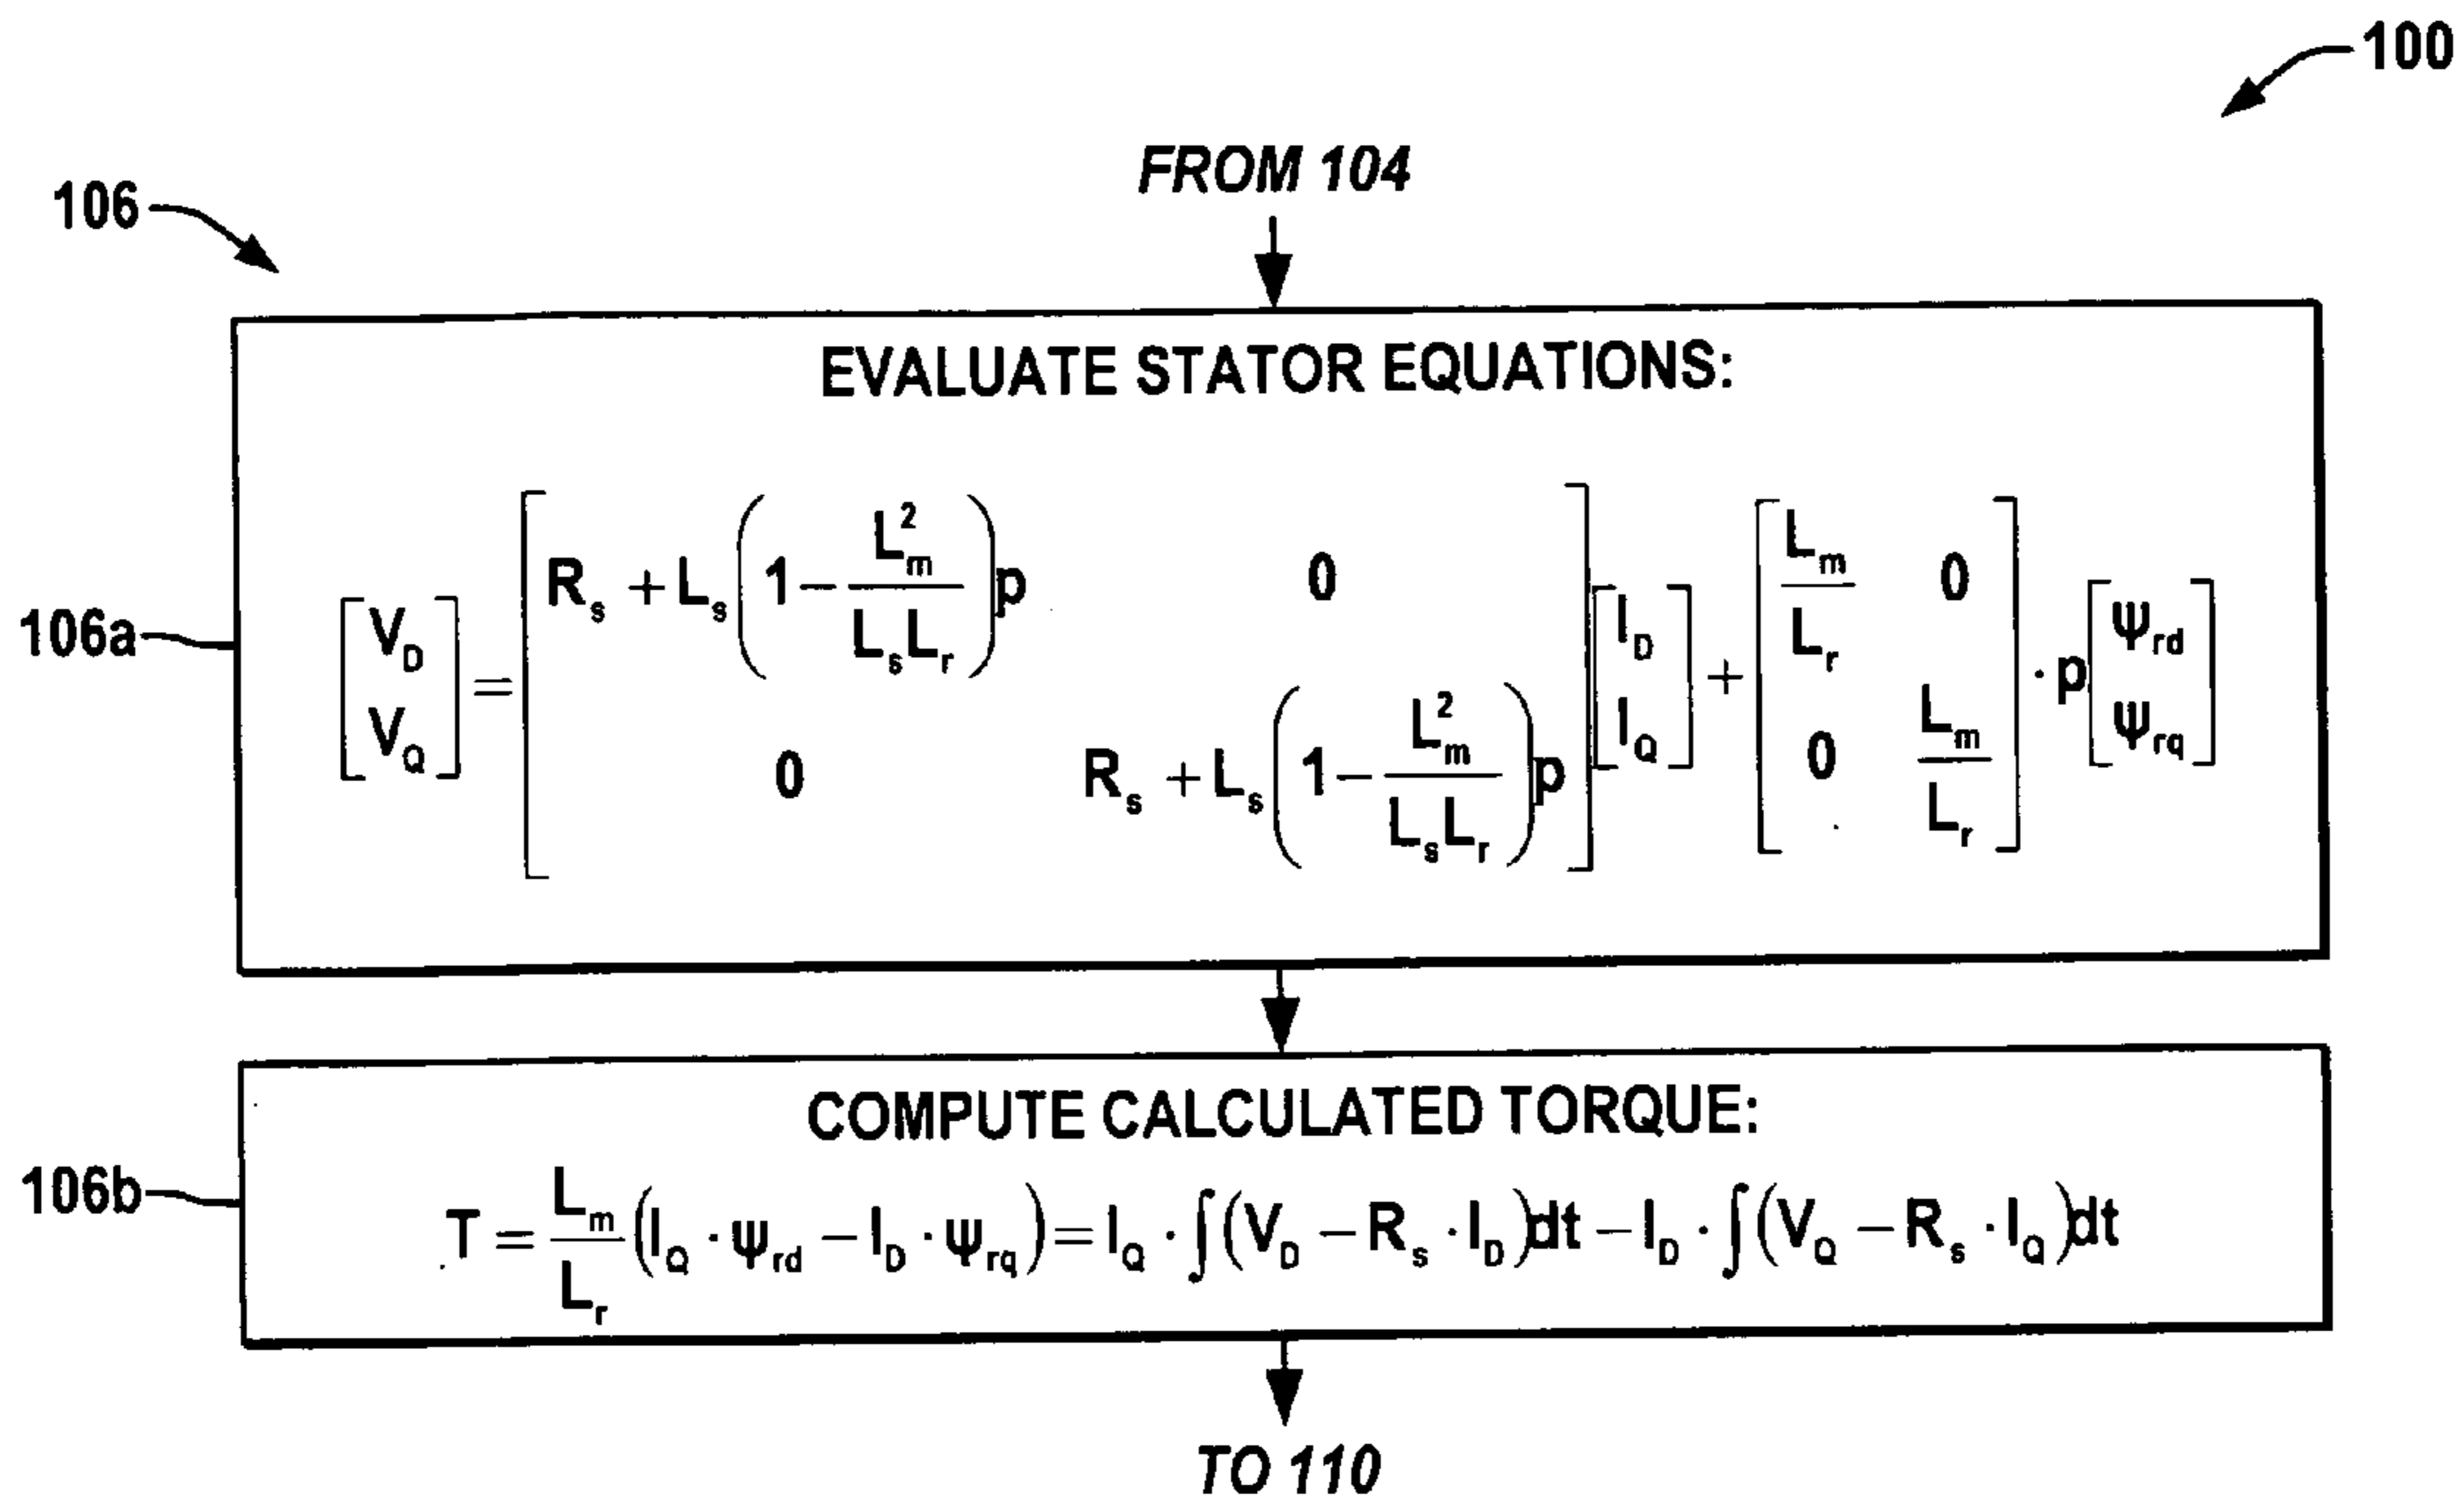 100
FROM 104
106
EVALUATE STATOR EQUATIONS:
106a
[V_D; V_Q] = [R_s + L_s(1 − L_m^2/(L_s L_r))p, 0; 0, R_s + L_s(1 − L_m^2/(L_s L_r))p] [I_D; I_Q] + [L_m/L_r, 0; 0, L_m/L_r] · p[ψ_rd; ψ_rq]
COMPUTE CALCULATED TORQUE:
106b
T = L_m/L_r (I_Q · ψ_rd − I_D · ψ_rq) = I_Q · ∫(V_D − R_s · I_D)dt − I_D · ∫(V_Q − R_s · I_Q)dt
TO 110